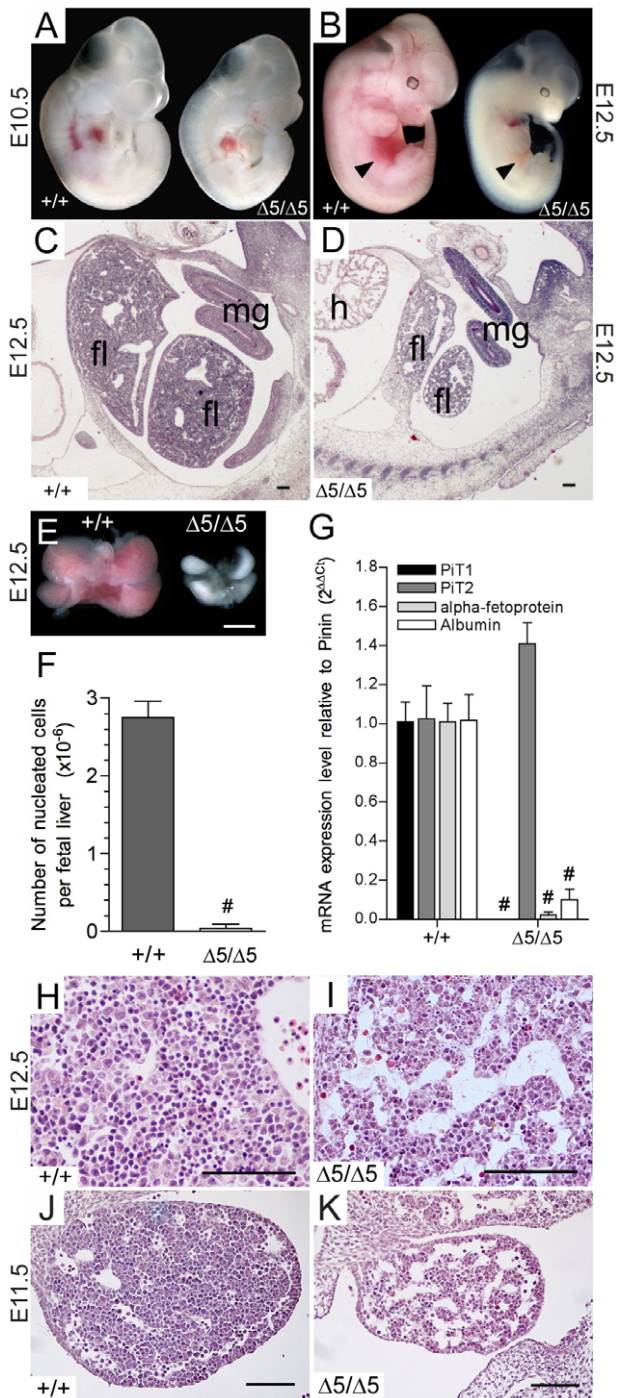 A
B
E10.5
E12.5
+/+
Δ5/Δ5
+/+
Δ5/Δ5
C
D
E12.5
E12.5
fl
mg
fl
h
fl
mg
fl
+/+
Δ5/Δ5
E
+/+
Δ5/Δ5
E12.5
G
PiT1
PiT2
alpha-fetoprotein
Albumin
mRNA expression level relative to Pinin (2^ΔΔCt)
1.8
1.6
1.4
1.2
1.0
0.8
0.6
0.4
0.2
0.0
#
#
#
+/+
Δ5/Δ5
F
Number of nucleated cells
per fetal liver (x10⁻⁶)
3
2
1
0
#
+/+
Δ5/Δ5
H
I
E12.5
+/+
Δ5/Δ5
J
K
E11.5
+/+
Δ5/Δ5